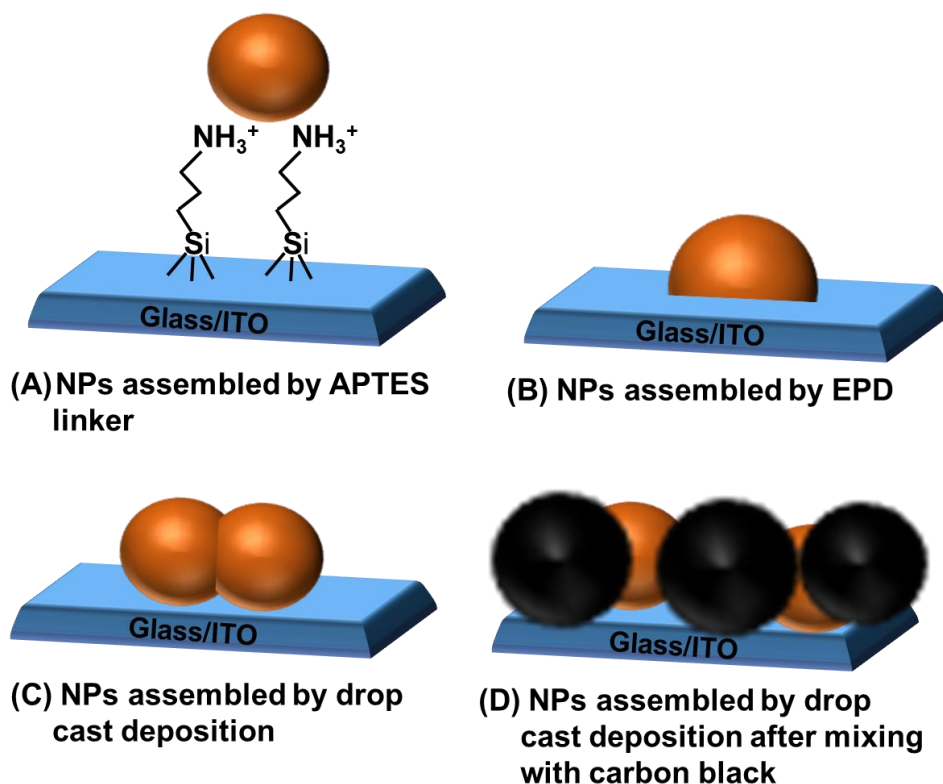 NH₃⁺ NH₃⁺
Si Si
Glass/ITO
(A) NPs assembled by APTES
linker
Glass/ITO
(B) NPs assembled by EPD
Glass/ITO
(C) NPs assembled by drop
cast deposition
Glass/ITO
(D) NPs assembled by drop
cast deposition after mixing
with carbon black